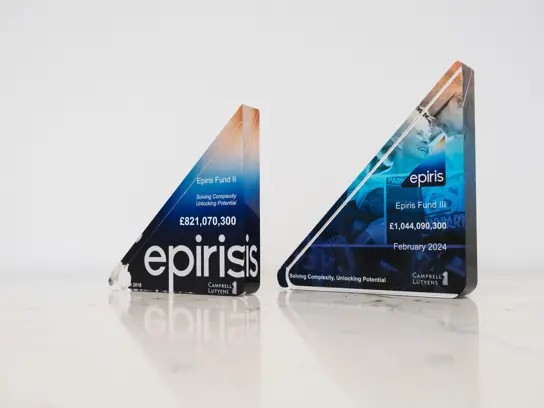 Epiris Fund II
Solving Complexity
Unlocking Potential
£821,070,300
epiris
2018
CAMPBELL
LUTYENS
epiris
Epiris Fund III
£1,044,090,300
February 2024
Solving Complexity, Unlocking Potential
CAMPBELL
LUTYENS